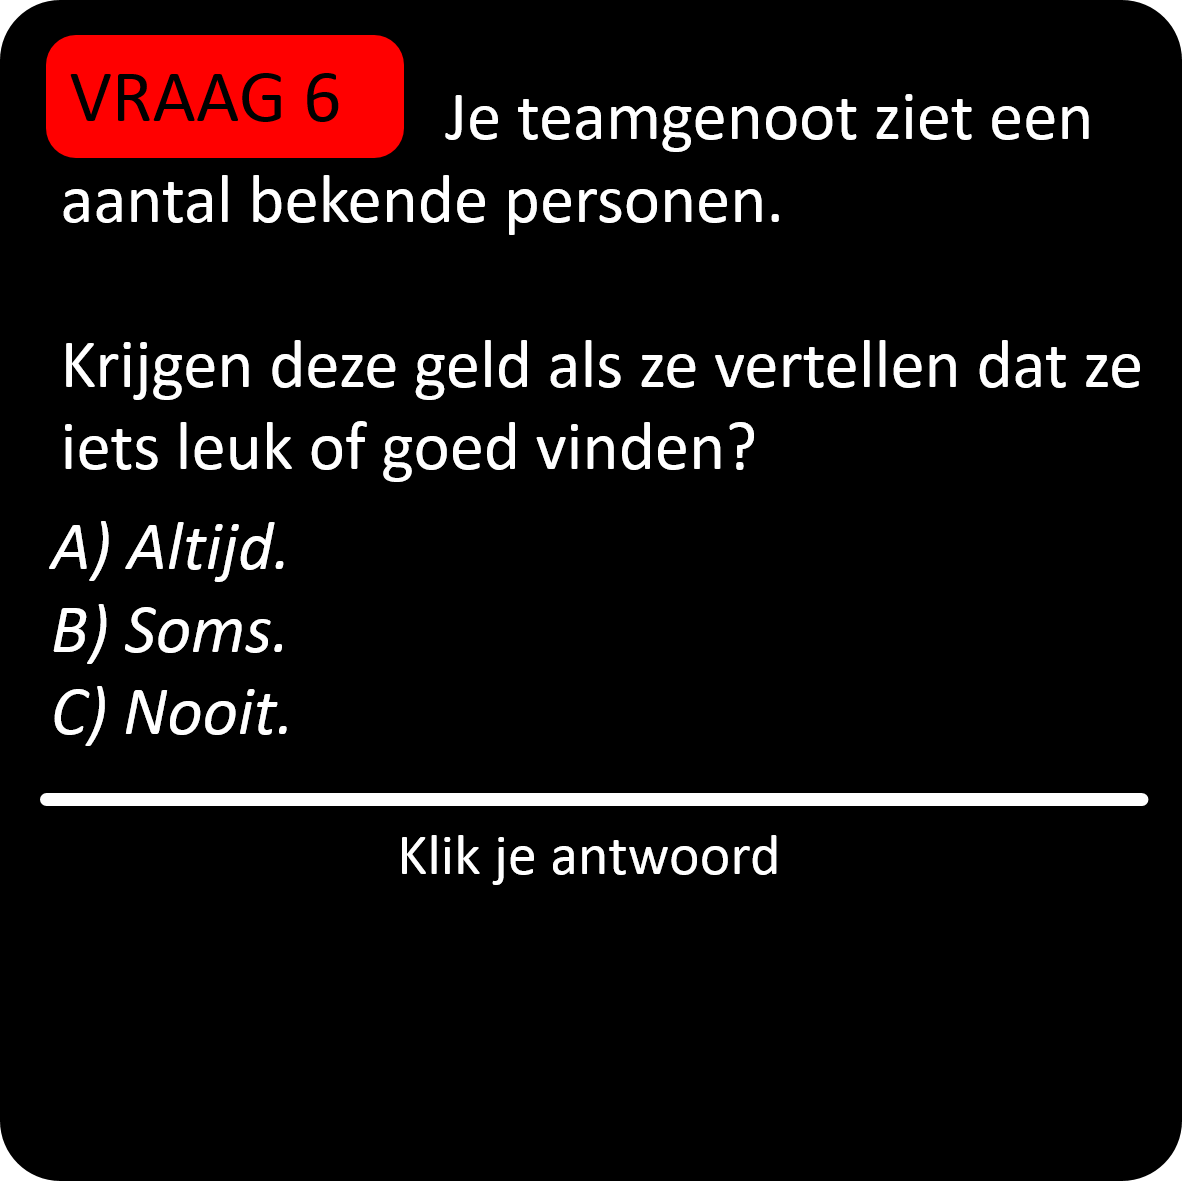 VRAAG 6
Je teamgenoot ziet een
aantal bekende personen.
Krijgen deze geld als ze vertellen dat ze
iets leuk of goed vinden?
A) Altijd.
B) Soms.
C) Nooit.
Klik je antwoord